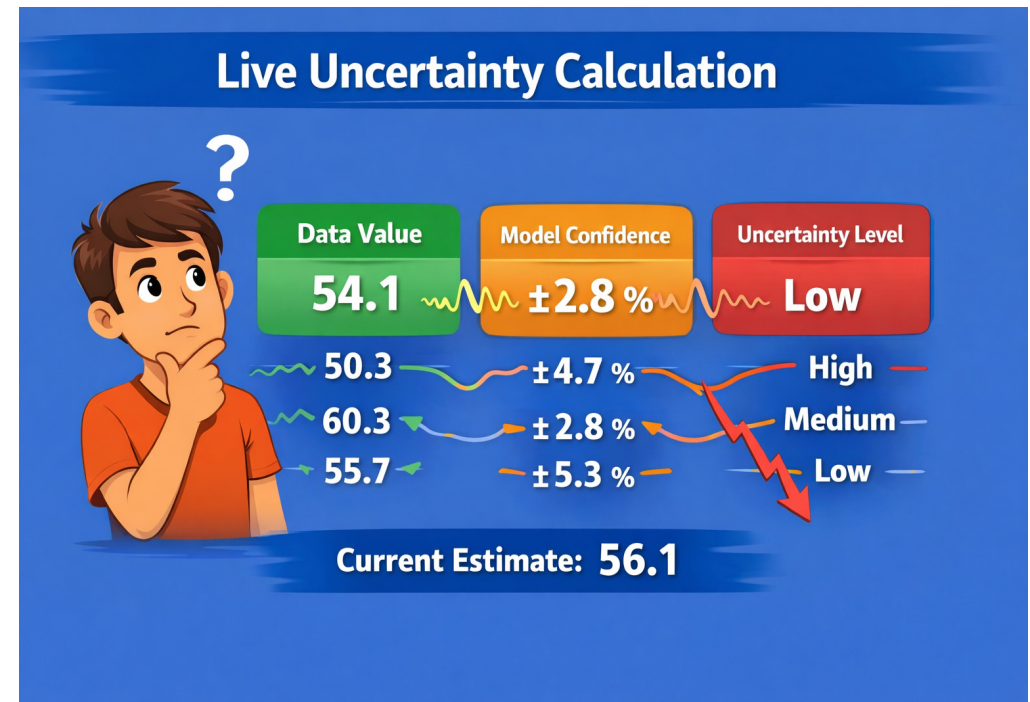 Live Uncertainty Calculation
?
Data Value Model Confidence Uncertainty Level
54.1 ±2.8 % Low
50.3 ±4.7 % High
60.3 ±2.8 % Medium
55.7 ±5.3 % Low
Current Estimate: 56.1